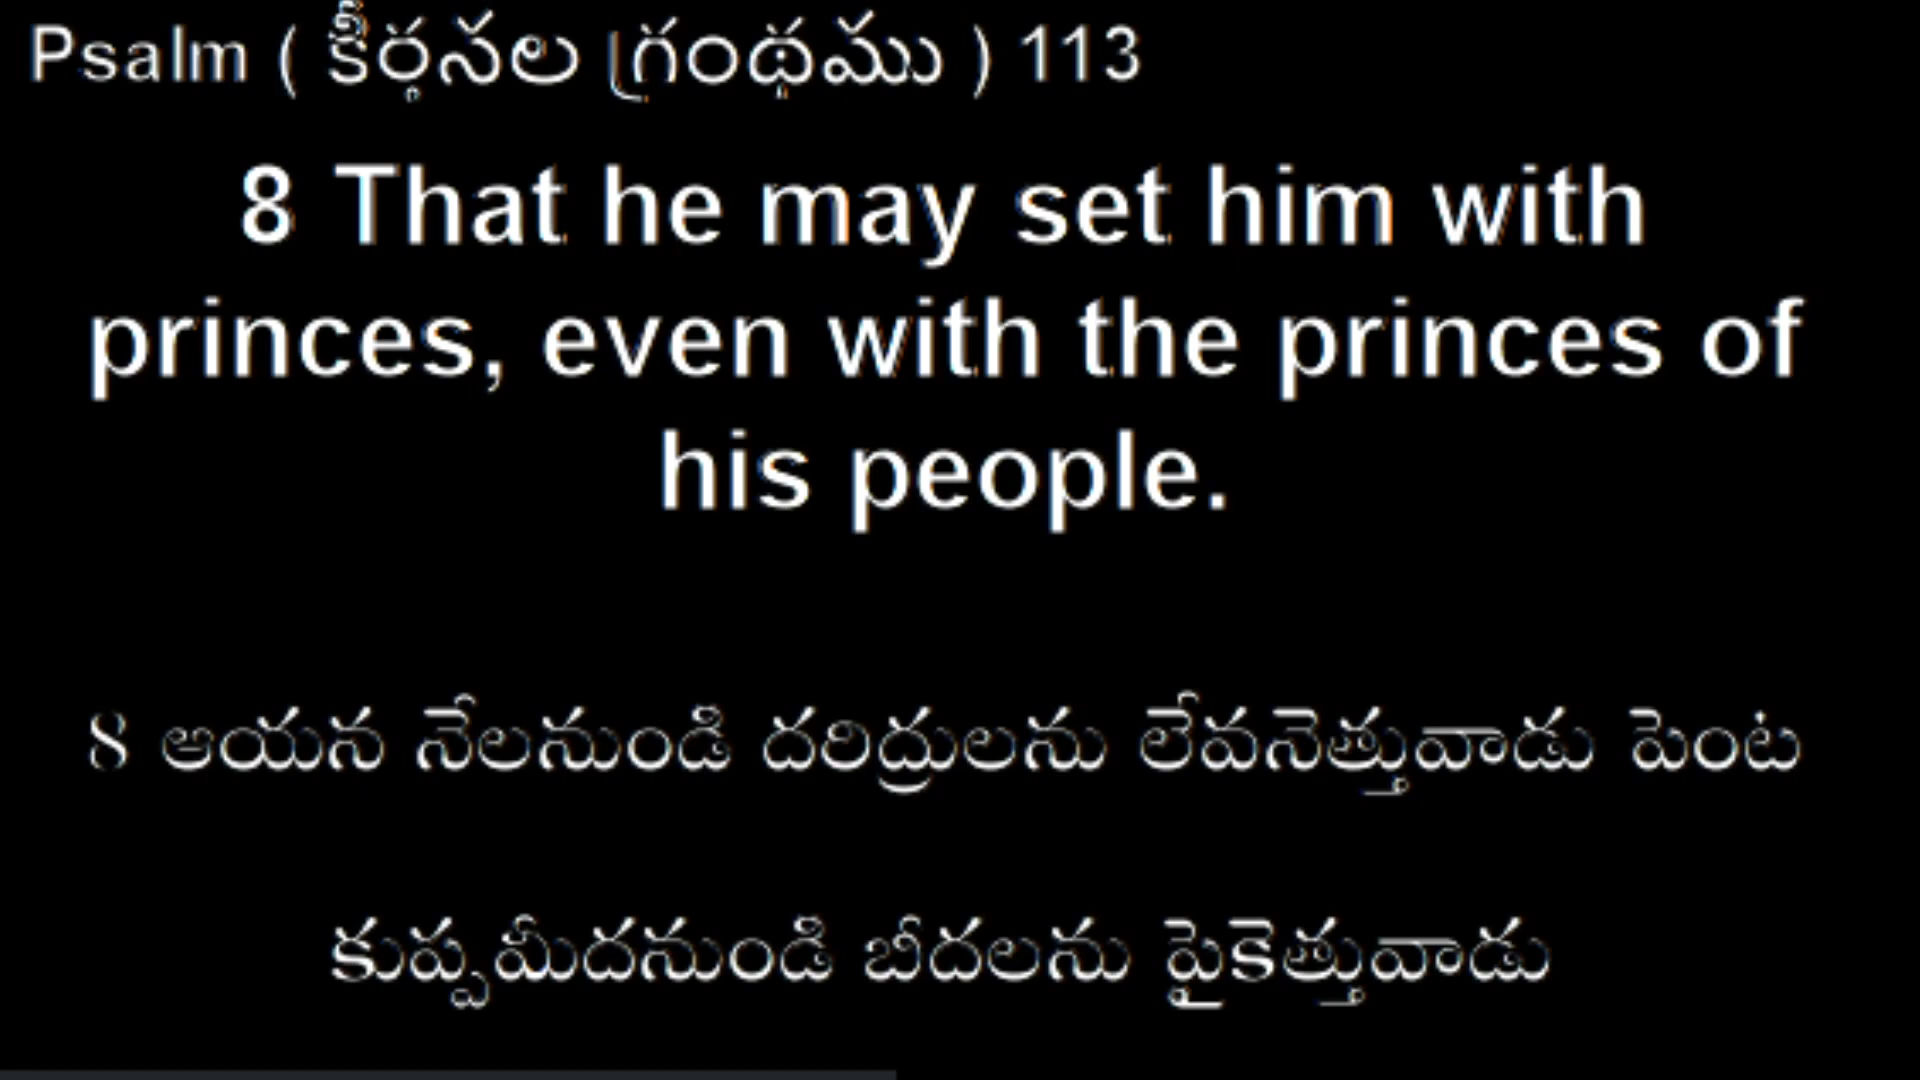 Psalm ( కీర్తనల గ్రంథము ) 113
8 That he may set him with
princes, even with the princes of
his people.
8 ఆయన నేలనుండి దరిద్రులను లేవనెత్తువాడు పెంట
కుప్పమీదనుండి బీదలను పైకెత్తువాడు